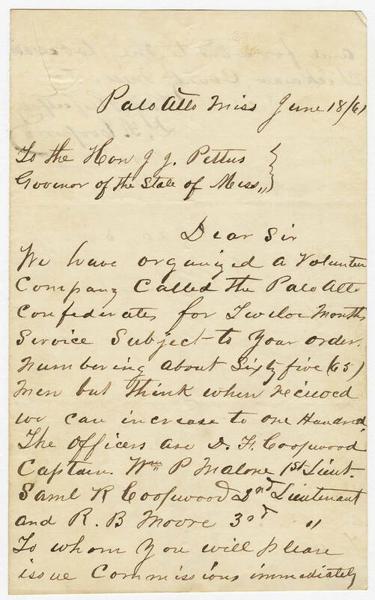 Palo Alto Miss June 18/61
To the Hon J. J. Pettus
Govenor of the State of Miss,,
Dear Sir
We have organized a Volunteer
Company Called the Palo Alto
Confederates for Twelve Months
Service Subject to Your order.
Numbering about Sixty five (65)
Men but think when recieved
we can increase to one Hundred.
The officers are D. F. Coopwood
Captain. Wm P Malone 1st Lieut.
Saml R Coopwood 2nd Lieutenant
and R. B Moore 3rd "
To whom You will please
issue Commissions immediately